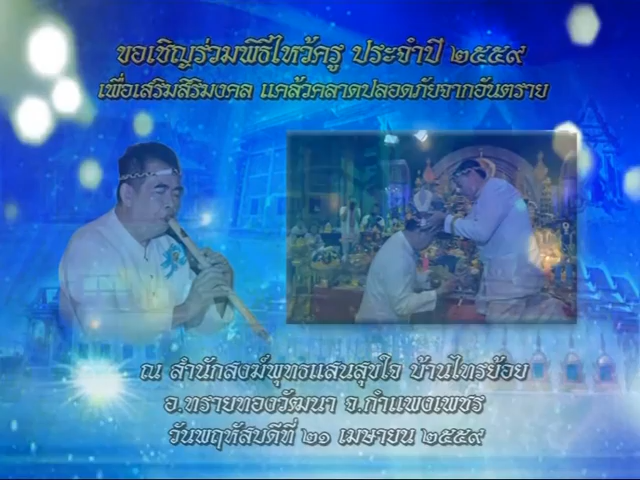 ขอเชิญร่วมพิธีไหว้ครู ประจำปี ๒๕๕๙
เพื่อเสริมสิริมงคล แคล้วคลาดปลอดภัยจากอันตราย
ณ สำนักสงฆ์พุทธแสนสุขใจ บ้านไทรย้อย
อ.ทรายทองวัฒนา จ.กำแพงเพชร
วันพฤหัสบดีที่ ๒๑ เมษายน ๒๕๕๙